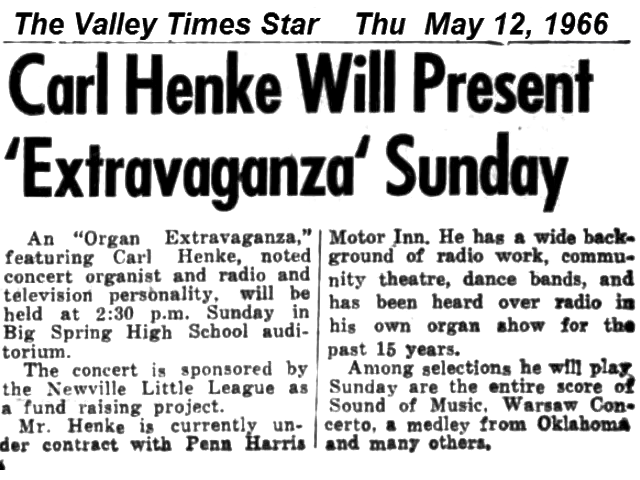 The Valley Times Star Thu May 12, 1966
Carl Henke Will Present
'Extravaganza' Sunday
An "Organ Extravaganza,"
featuring Carl Henke, noted
concert organist and radio and
television personality, will be
held at 2:30 p.m. Sunday in
Big Spring High School audi-
torium.
The concert is sponsored by
the Newville Little League as
a fund raising project.
Mr. Henke is currently un-
der contract with Penn Harris
Motor Inn. He has a wide back-
ground of radio work, commu-
nity theatre, dance bands, and
has been heard over radio in
his own organ show for the
past 15 years.
Among selections he will play
Sunday are the entire score of
Sound of Music, Warsaw Con-
certo, a medley from Oklahoma
and many others.